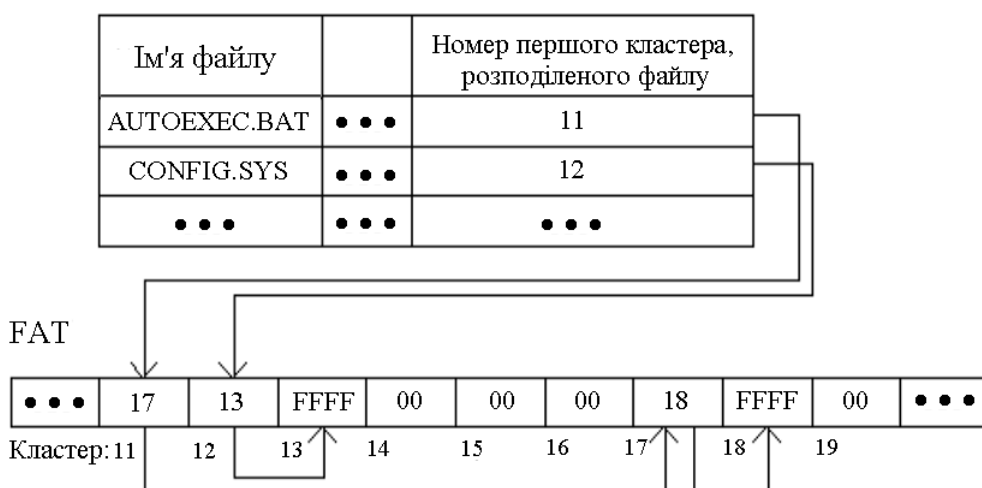 Ім'я файлу
Номер першого кластера,
розподіленого файлу
AUTOEXEC.BAT ● ● ● 11
CONFIG.SYS ● ● ● 12
● ● ● ● ● ● ● ● ●
FAT
● ● ● 17 13 FFFF 00 00 00 18 FFFF 00 ● ● ●
Кластер: 11 12 13 14 15 16 17 18 19